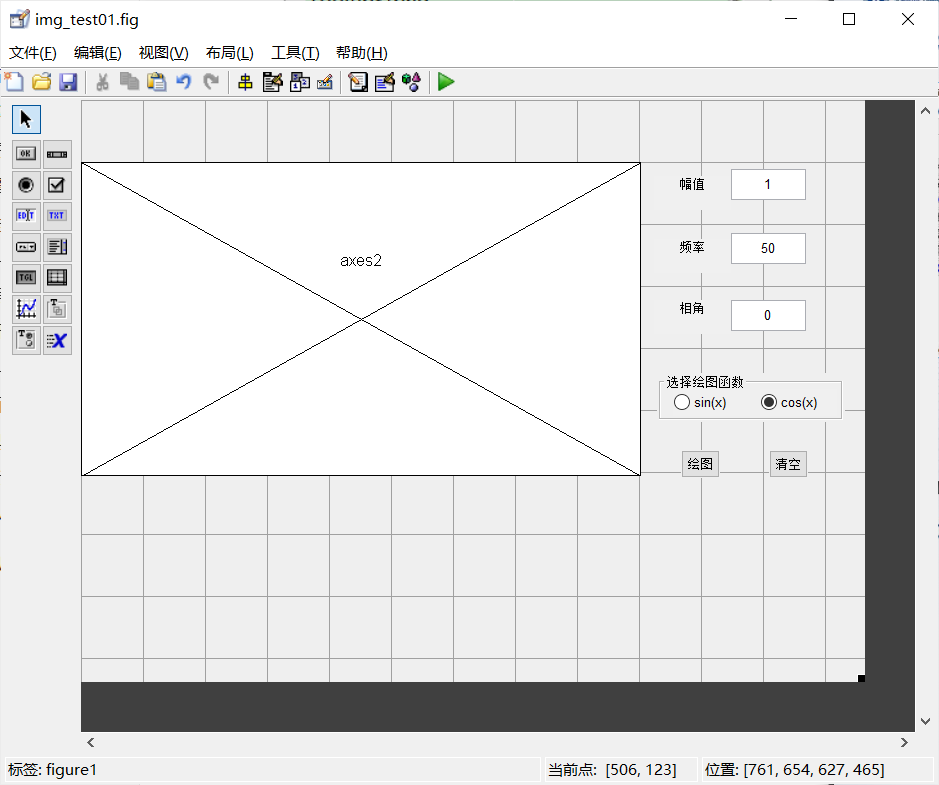 img_test01.fig
文件(F) 编辑(E) 视图(V) 布局(L) 工具(T) 帮助(H)
OK
EDIT TXT
TGL
axes2
幅值 1
频率 50
相角 0
选择绘图函数
sin(x) cos(x)
绘图 清空
标签: figure1 当前点: [506, 123] 位置: [761, 654, 627, 465]